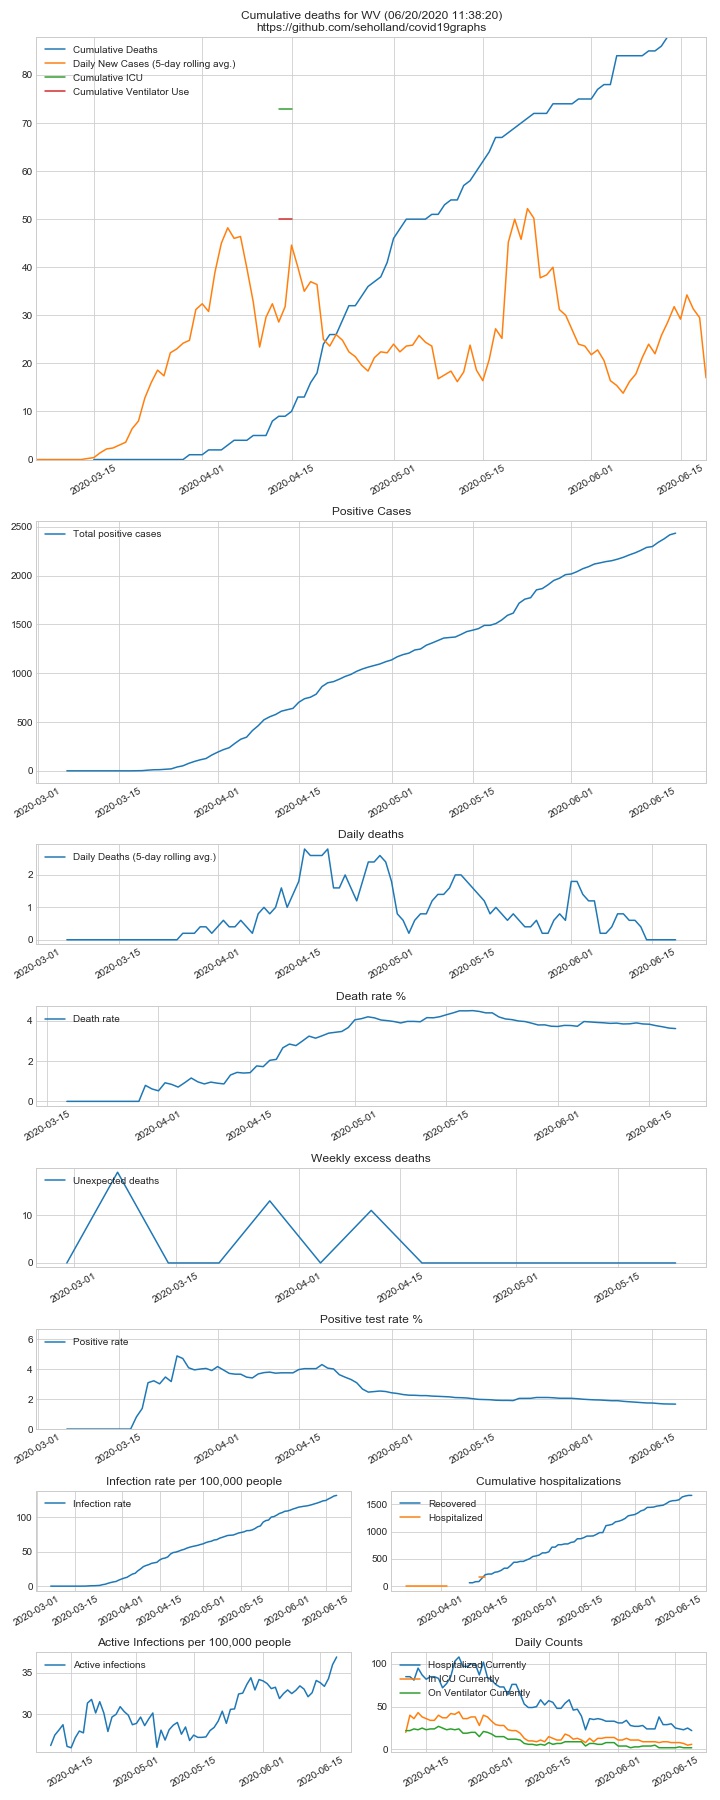 Cumulative deaths for WV (06/20/2020 11:38:20)
https://github.com/seholland/covid19graphs
Cumulative Deaths
Daily New Cases (5-day rolling avg.)
Cumulative ICU
Cumulative Ventilator Use
80
70
60
50
40
30
20
10
0
2020-03-15 2020-04-01 2020-04-15 2020-05-01 2020-05-15 2020-06-01 2020-06-15
Positive Cases
Total positive cases
2500
2000
1500
1000
500
0
2020-03-01 2020-03-15 2020-04-01 2020-04-15 2020-05-01 2020-05-15 2020-06-01 2020-06-15
Daily deaths
Daily Deaths (5-day rolling avg.)
2
1
0
2020-03-01 2020-03-15 2020-04-01 2020-04-15 2020-05-01 2020-05-15 2020-06-01 2020-06-15
Death rate %
Death rate
4
2
0
2020-03-15 2020-04-01 2020-04-15 2020-05-01 2020-05-15 2020-06-01 2020-06-15
Weekly excess deaths
Unexpected deaths
10
0
2020-03-01 2020-03-15 2020-04-01 2020-04-15 2020-05-01 2020-05-15
Positive test rate %
Positive rate
6
4
2
0
2020-03-01 2020-03-15 2020-04-01 2020-04-15 2020-05-01 2020-05-15 2020-06-01 2020-06-15
Infection rate per 100,000 people
Infection rate
100
50
0
2020-03-01 2020-03-15 2020-04-01 2020-04-15 2020-05-01 2020-05-15 2020-06-01 2020-06-15
Cumulative hospitalizations
Recovered
Hospitalized
1500
1000
500
0
2020-04-01 2020-04-15 2020-05-01 2020-05-15 2020-06-01 2020-06-15
Active Infections per 100,000 people
Active infections
35
30
2020-04-15 2020-05-01 2020-05-15 2020-06-01 2020-06-15
Daily Counts
Hospitalized Currently
In ICU Currently
On Ventilator Currently
100
50
0
2020-04-15 2020-05-01 2020-05-15 2020-06-01 2020-06-15